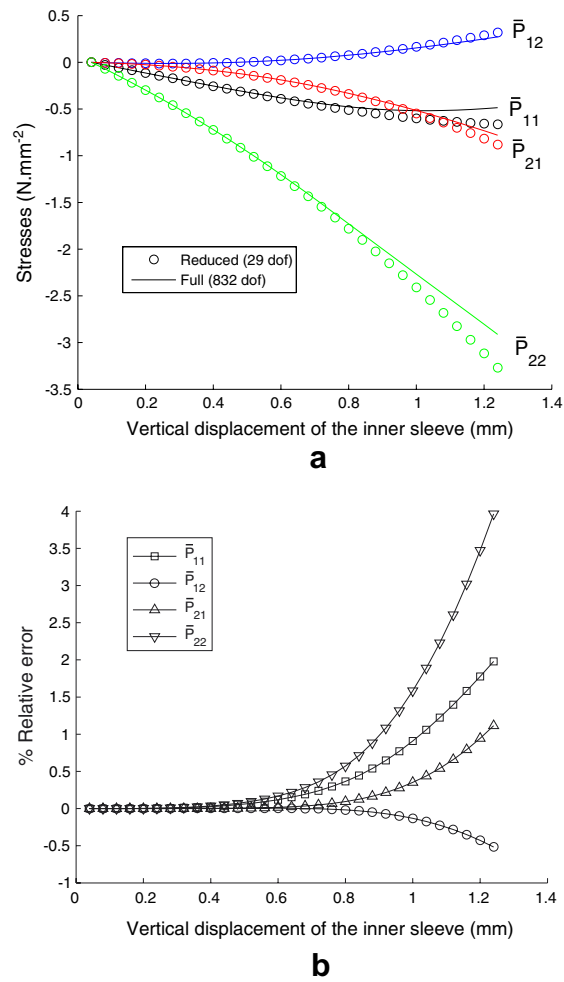 0.5
0
-0.5
-1
-1.5
-2
-2.5
-3
-3.5
Stresses (N.mm⁻²)
P̄₁₂
P̄₁₁
P̄₂₁
P̄₂₂
Reduced (29 dof)
Full (832 dof)
0 0.2 0.4 0.6 0.8 1 1.2 1.4
Vertical displacement of the inner sleeve (mm)
a
4
3.5
3
2.5
2
1.5
1
0.5
0
-0.5
-1
% Relative error
P̄₁₁
P̄₁₂
P̄₂₁
P̄₂₂
0 0.2 0.4 0.6 0.8 1 1.2 1.4
Vertical displacement of the inner sleeve (mm)
b